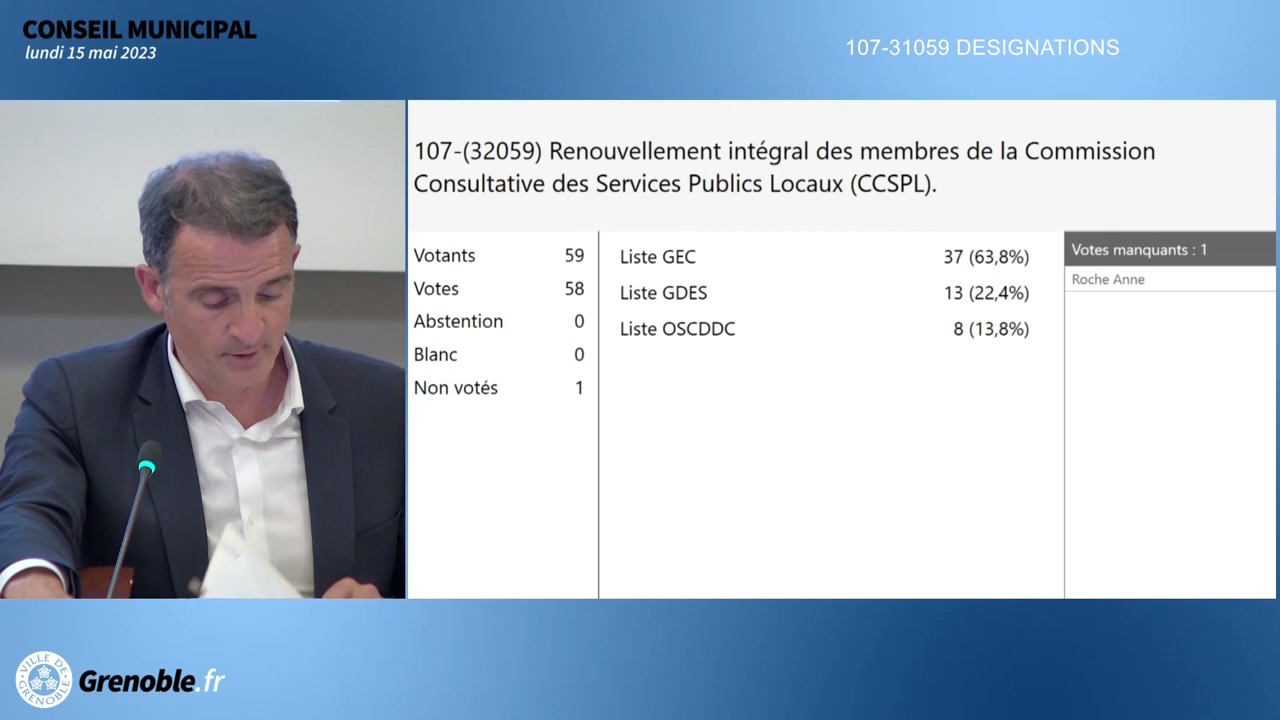 CONSEIL MUNICIPAL
lundi 15 mai 2023
107-31059 DESIGNATIONS
107-(32059) Renouvellement intégral des membres de la Commission
Consultative des Services Publics Locaux (CCSPL).
Votants 59
Votes 58
Abstention 0
Blanc 0
Non votés 1
Liste GEC 37 (63,8%)
Liste GDES 13 (22,4%)
Liste OSCDDC 8 (13,8%)
Votes manquants : 1
Roche Anne
VILLE DE
GRENOBLE
Grenoble.fr